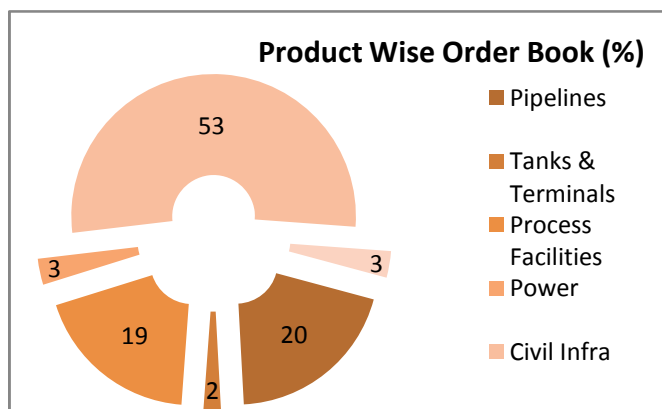 Product Wise Order Book (%)
53
Pipelines
Tanks &
Terminals
Process
Facilities
Power
Civil Infra
3
3
19
20
2